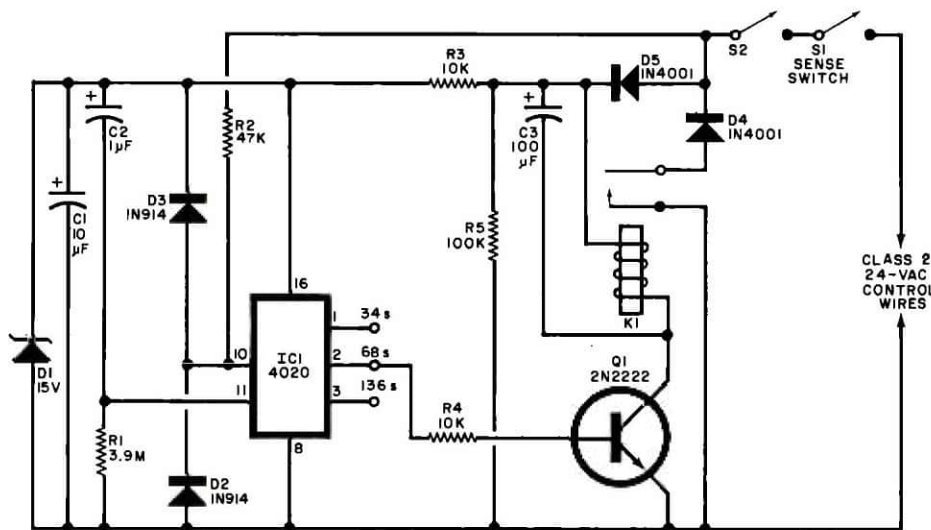 S2
S1
SENSE
SWITCH
R3
10K
D5
1N4001
+
C2
1µF
R2
47K
+
C3
100
µF
D4
1N4001
+
C1
10
µF
D3
1N914
R5
100K
CLASS 2
24-VAC
CONTROL
WIRES
16
K1
1
34s
D1
15V
10
IC1
4020
2
68s
Q1
2N2222
11
3
136s
R4
10K
R1
3.9M
8
D2
1N914